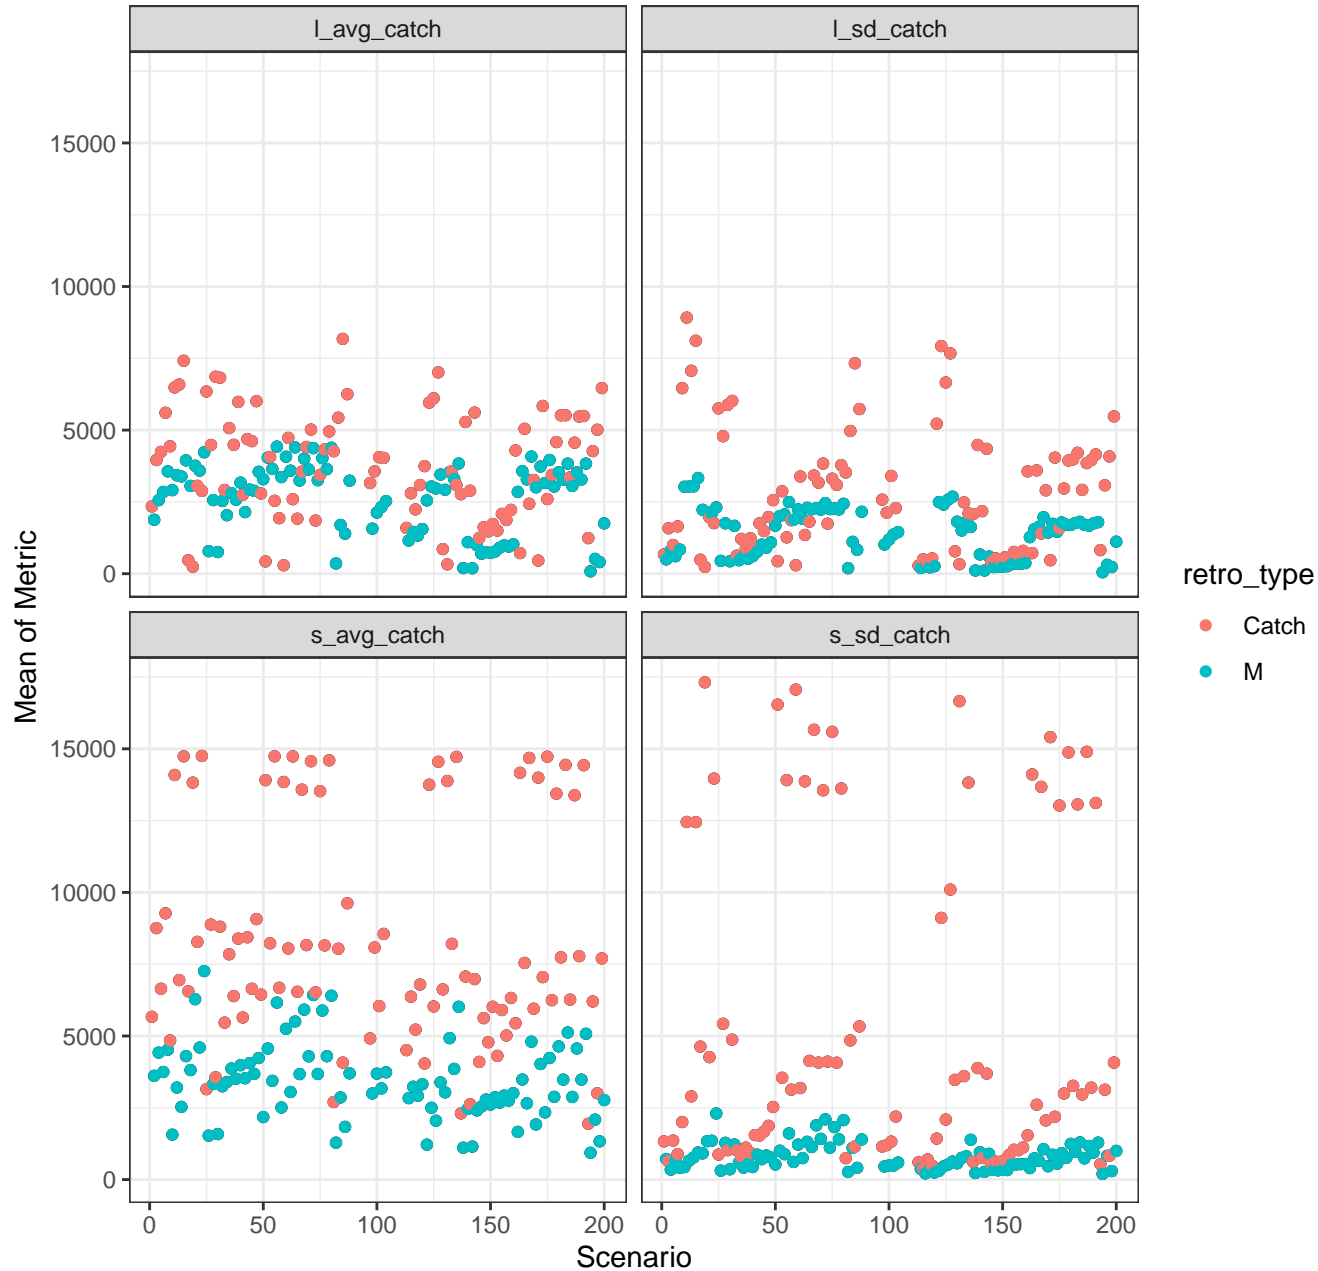 l_avg_catch
l_sd_catch
15000
10000
5000
0
s_avg_catch
s_sd_catch
15000
10000
5000
0
0 50 100 150 200
0 50 100 150 200
Scenario
Mean of Metric
retro_type
Catch
M